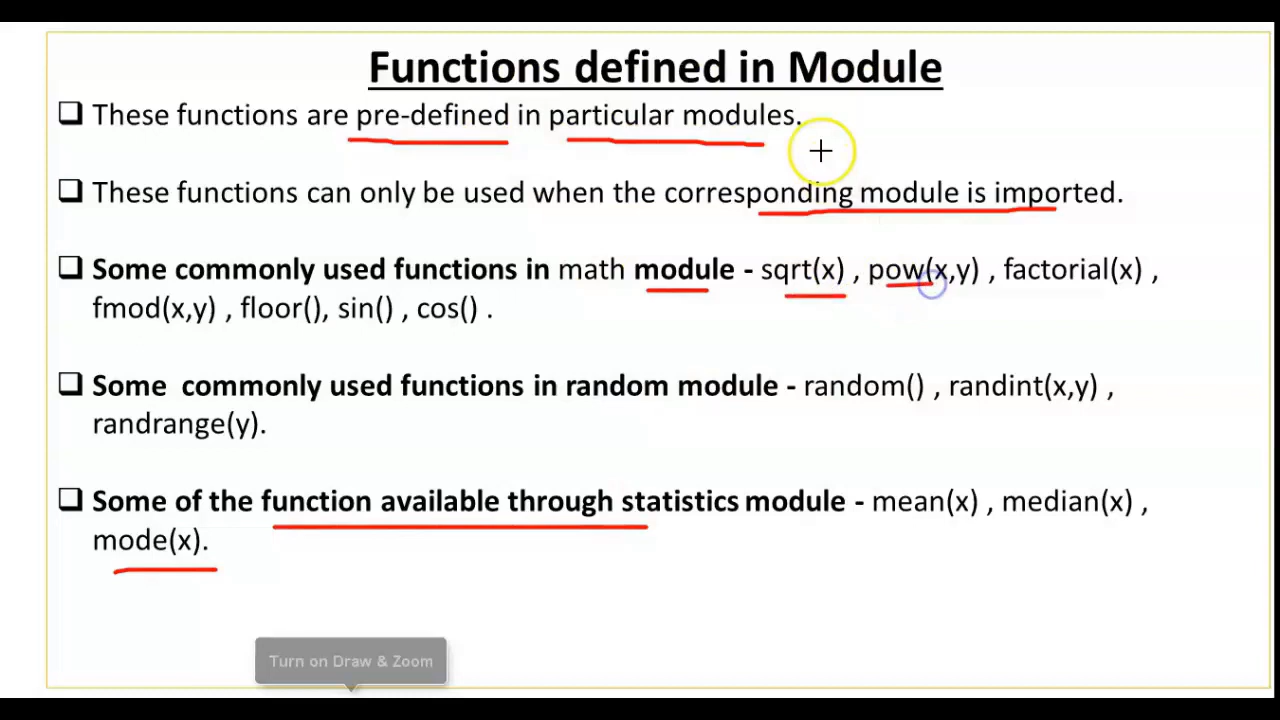 Functions defined in Module
❑ These functions are pre-defined in particular modules.
❑ These functions can only be used when the corresponding module is imported.
❑ Some commonly used functions in math module - sqrt(x) , pow(x,y) , factorial(x) ,
fmod(x,y) , floor(), sin() , cos() .
❑ Some commonly used functions in random module - random() , randint(x,y) ,
randrange(y).
❑ Some of the function available through statistics module - mean(x) , median(x) ,
mode(x).
Turn on Draw & Zoom